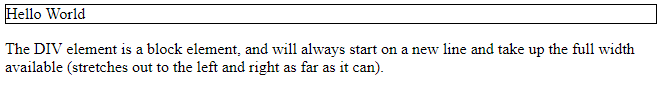 Hello World
The DIV element is a block element, and will always start on a new line and take up the full width
available (stretches out to the left and right as far as it can).